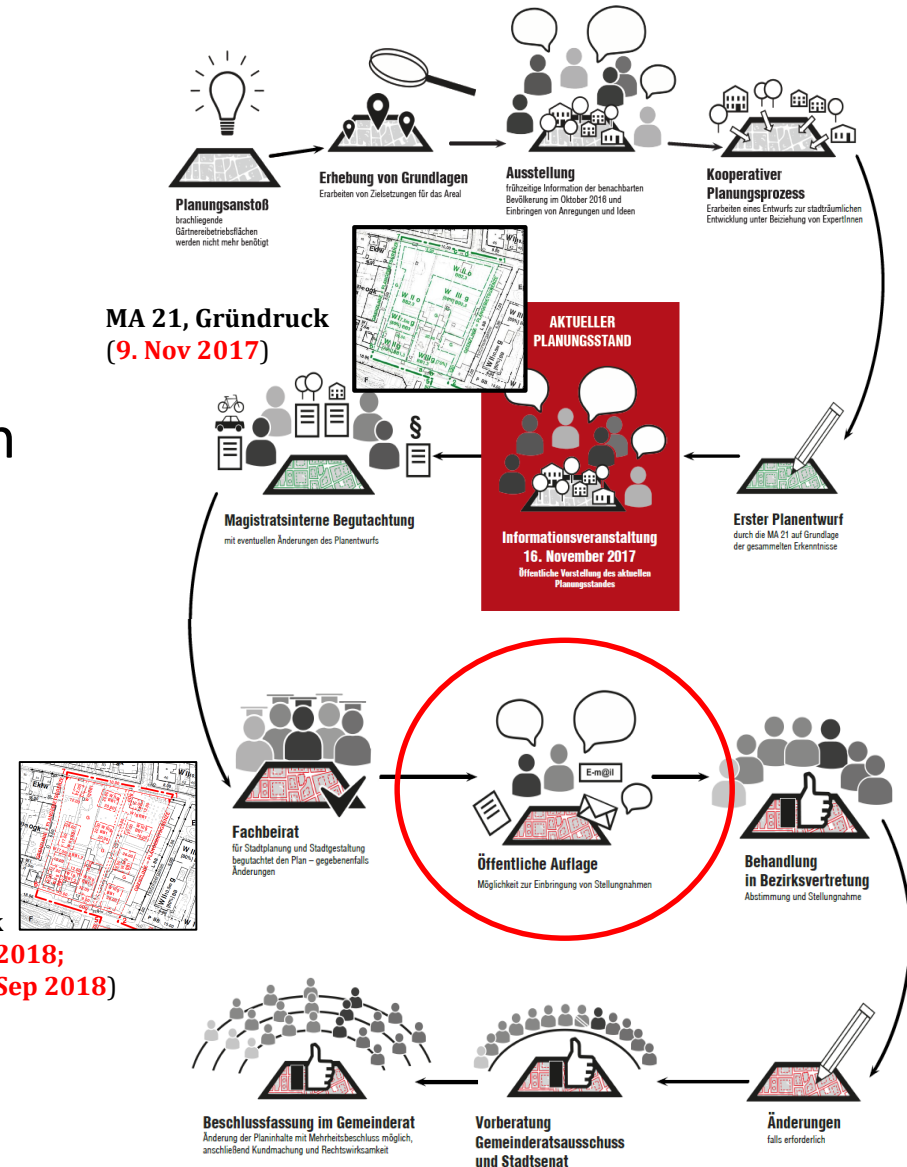 Planungsanstoß
brachliegende
Gärtnereibetriebsflächen
werden nicht mehr benötigt
Erhebung von Grundlagen
Erarbeiten von Zielsetzungen für das Areal
Ausstellung
frühzeitige Information der benachbarten
Bevölkerung im Oktober 2016 und
Einbringen von Anregungen und Ideen
Kooperativer
Planungsprozess
Erarbeiten eines Entwurfs zur stadträumlichen
Entwicklung unter Beiziehung von ExpertInnen
MA 21, Gründruck
(9. Nov 2017)
AKTUELLER
PLANUNGSSTAND
Informationsveranstaltung
16. November 2017
Öffentliche Vorstellung des aktuellen
Planungsstandes
Erster Planentwurf
durch die MA 21 auf Grundlage
der gesammelten Erkenntnisse
§
Magistratsinterne Begutachtung
mit eventuellen Änderungen des Planentwurfs
n
Fachbeirat
für Stadtplanung und Stadtgestaltung
begutachtet den Plan – gegebenenfalls
Änderungen
E-m@il
Öffentliche Auflage
Möglichkeit zur Einbringung von Stellungnahmen
Behandlung
in Bezirksvertretung
Abstimmung und Stellungnahme
k
2018;
Sep 2018)
Beschlussfassung im Gemeinderat
Änderung der Planinhalte mit Mehrheitsbeschluss möglich,
anschließend Kundmachung und Rechtswirksamkeit
Vorberatung
Gemeinderatsausschuss
und Stadtsenat
Änderungen
falls erforderlich